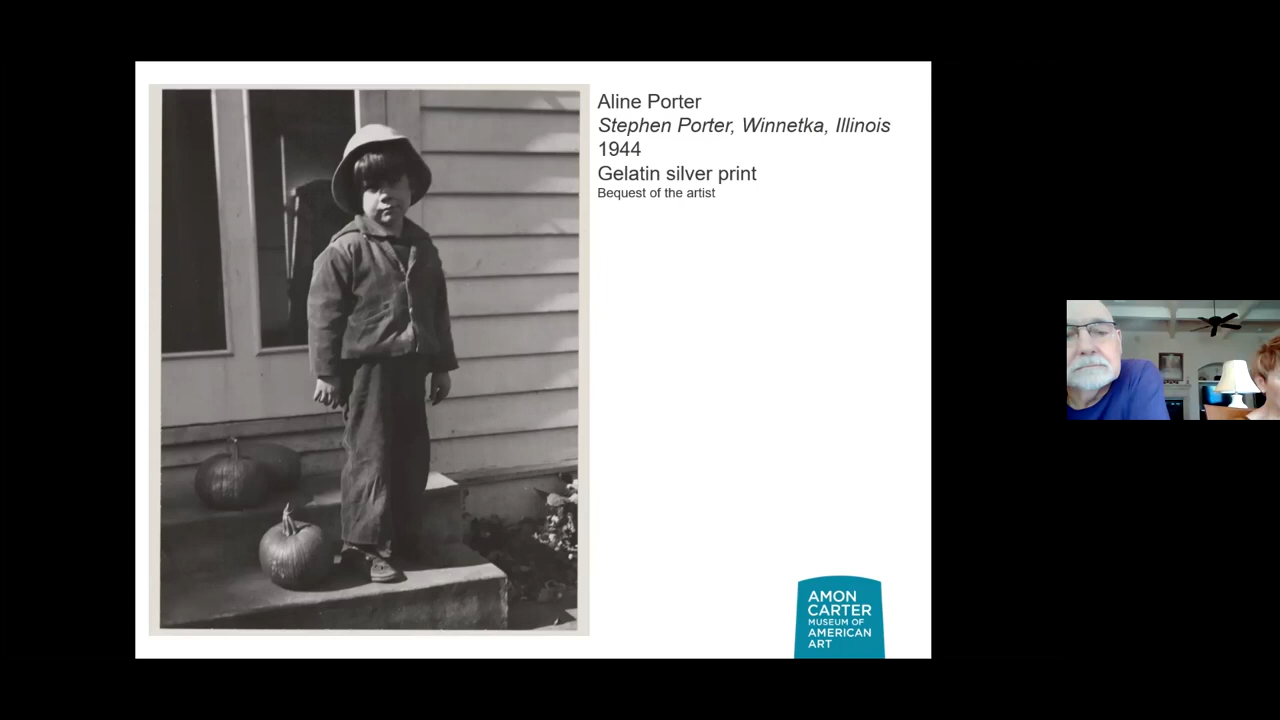 Aline Porter
Stephen Porter, Winnetka, Illinois
1944
Gelatin silver print
Bequest of the artist
AMON
CARTER
MUSEUM OF
AMERICAN
ART